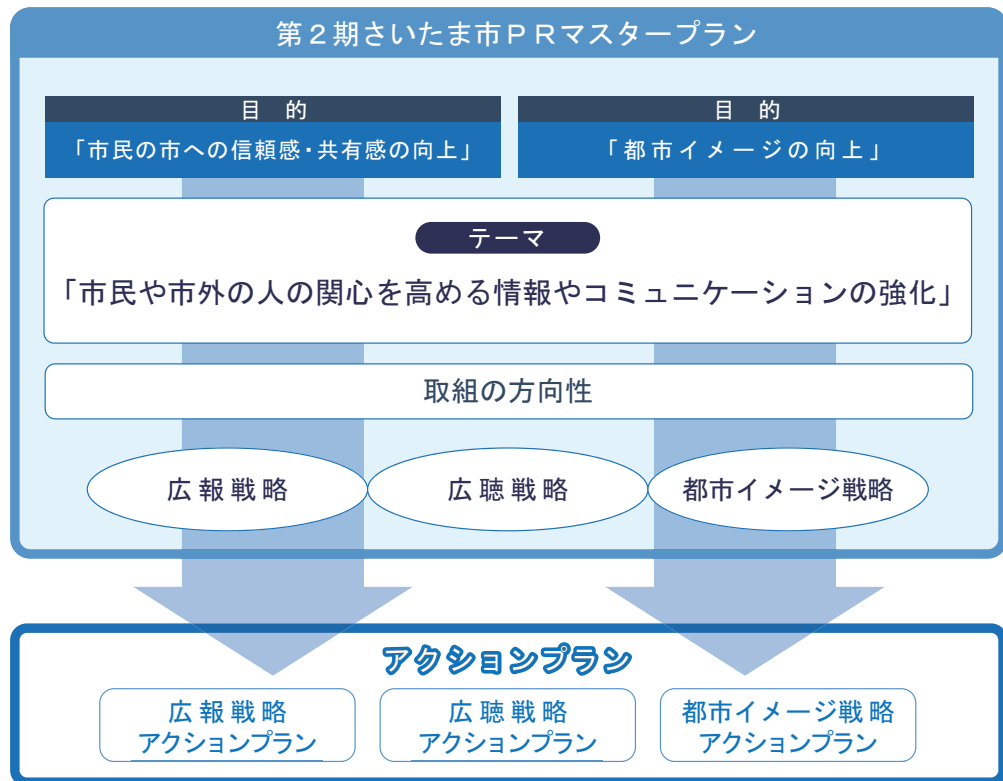 第２期さいたま市ＰＲマスタープラン
目的
「市民の市への信頼感・共有感の向上」
目的
「都市イメージの向上」
テーマ
「市民や市外の人の関心を高める情報やコミュニケーションの強化」
取組の方向性
広報戦略
広聴戦略
都市イメージ戦略
アクションプラン
広報戦略
アクションプラン
広聴戦略
アクションプラン
都市イメージ戦略
アクションプラン